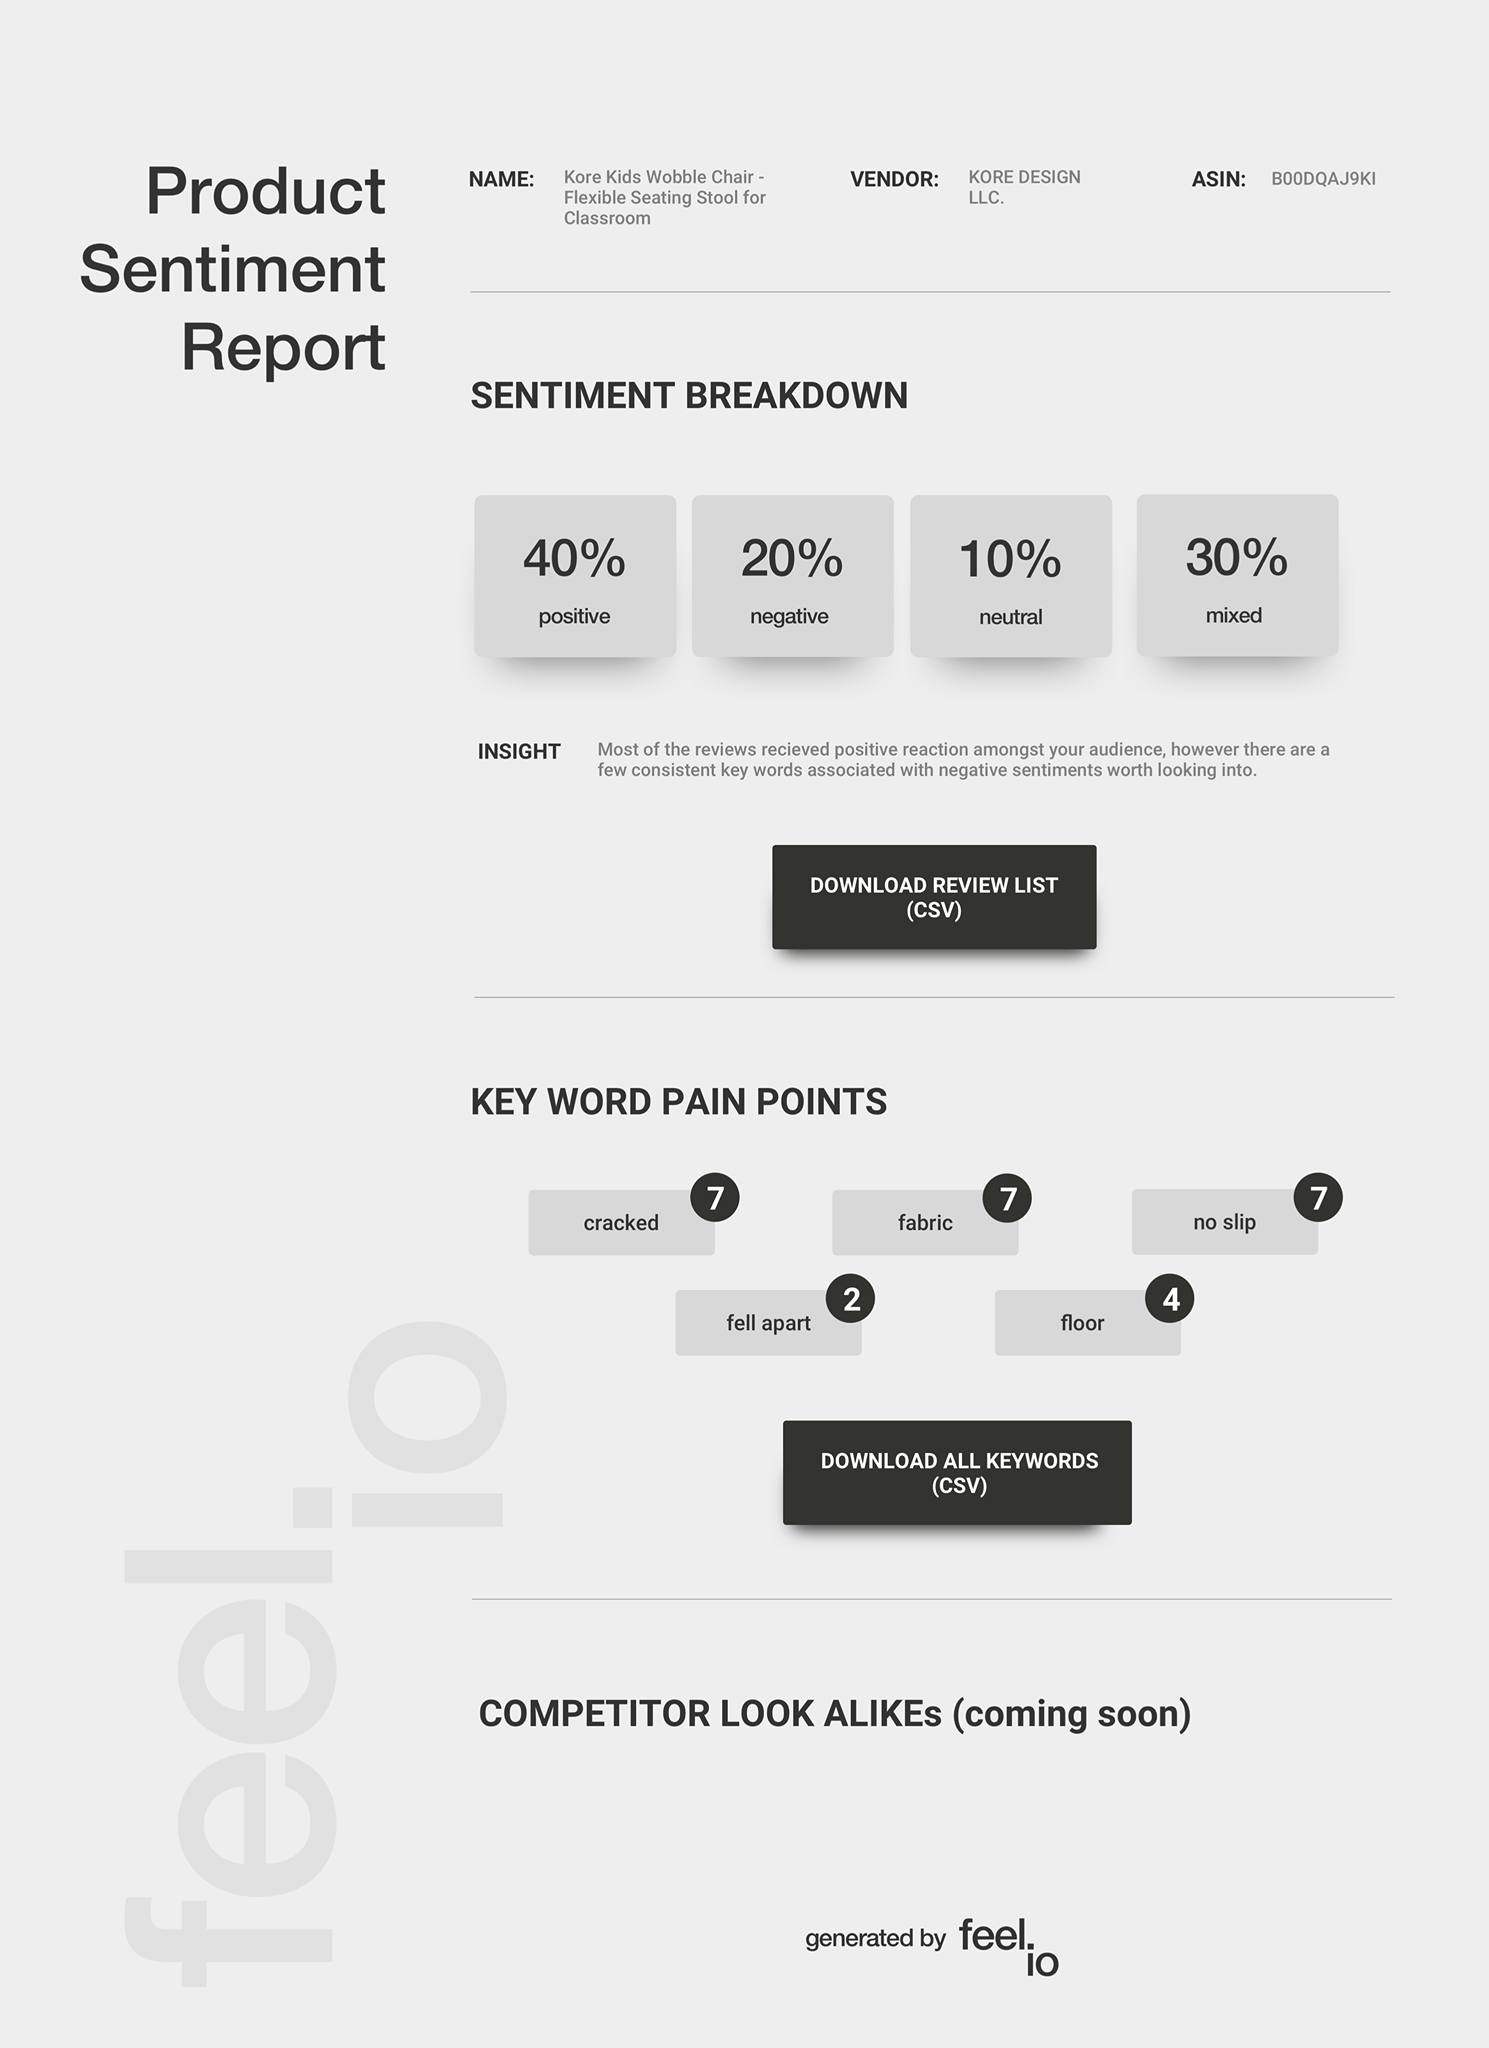 Product
Sentiment
Report
NAME:
Kore Kids Wobble Chair -
Flexible Seating Stool for
Classroom
VENDOR:
KORE DESIGN
LLC.
ASIN:
B00DQAJ9KI
SENTIMENT BREAKDOWN
40%
positive
20%
negative
10%
neutral
30%
mixed
INSIGHT
Most of the reviews recieved positive reaction amongst your audience, however there are a
few consistent key words associated with negative sentiments worth looking into.
DOWNLOAD REVIEW LIST
(CSV)
KEY WORD PAIN POINTS
cracked
7
fabric
7
no slip
7
fell apart
2
floor
4
DOWNLOAD ALL KEYWORDS
(CSV)
COMPETITOR LOOK ALIKEs (coming soon)
feel.
io
generated by feel.
io